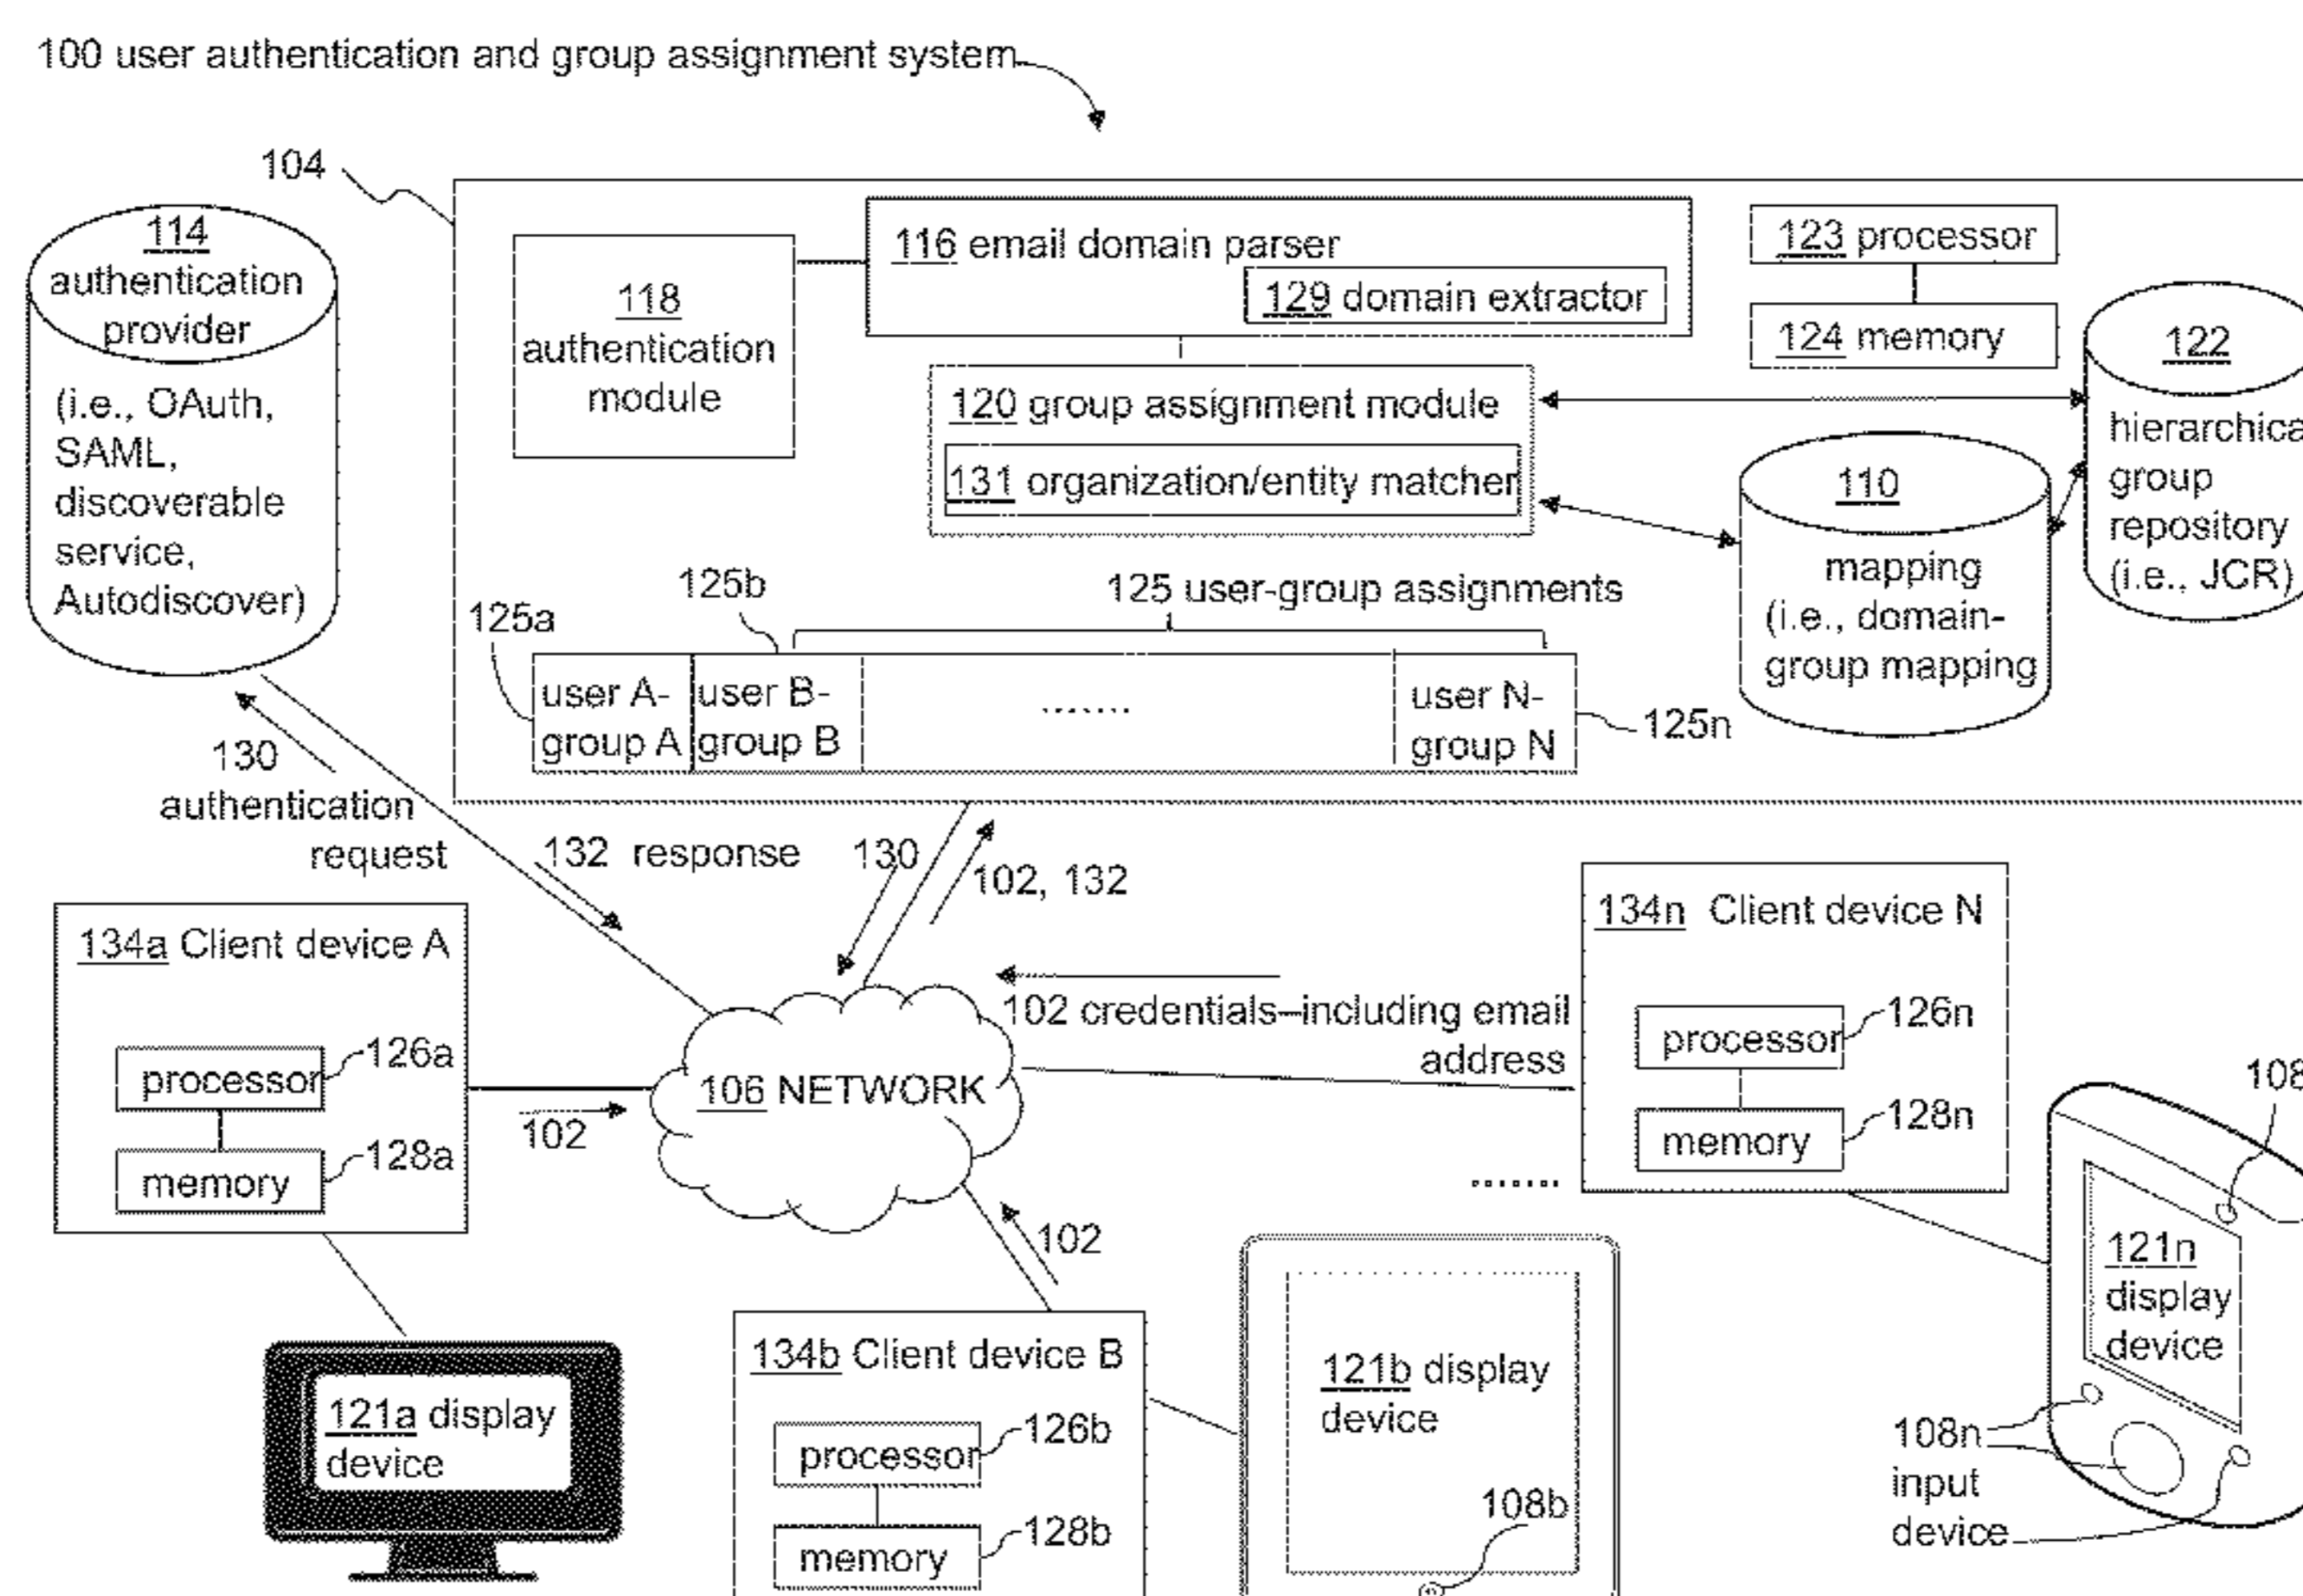 100 user authentication and group assignment system
104
114
authentication
provider
(i.e., OAuth,
SAML,
discoverable
service,
Autodiscover)
118
authentication
module
116 email domain parser
129 domain extractor
123 processor
124 memory
120 group assignment module
131 organization/entity matcher
122
hierarchica
group
repository
(i.e., JCR)
110
mapping
(i.e., domain-
group mapping
125a
125b
125 user-group assignments
user A-
group A
user B-
group B
.......
user N-
group N
125n
130
authentication
request
132 response
130
102, 132
134a Client device A
processor
126a
memory
128a
102
106 NETWORK
102 credentials–including email
address
134n Client device N
processor
126n
memory
128n
.......
102
121a display
device
134b Client device B
processor
126b
memory
128b
121b display
device
108b
108
121n
display
device
108n
input
device